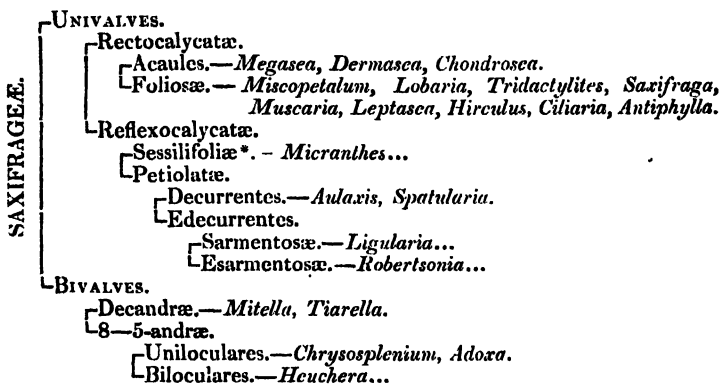 SAXIFRAGEÆ.
UNIVALVES.
Rectocalycatæ.
Acaules.—Megasea, Dermasea, Chondrosea.
Foliosæ.—Miscopetalum, Lobaria, Tridactylites, Saxifraga,
Muscaria, Leptasea, Hirculus, Ciliaria, Antiphylla.
Reflexocalycatæ.
Sessilifoliæ*.-Micranthes...
Petiolatæ.
Decurrentes.—Aulaxis, Spatularia.
Edecurrentes.
Sarmentosæ.—Ligularia...
Esarmentosæ.—Robertsonia...
BIVALVES.
Decandræ.—Mitella, Tiarella.
8—5-andræ.
Uniloculares.—Chrysosplenium, Adoxa.
Biloculares.—Heuchera...